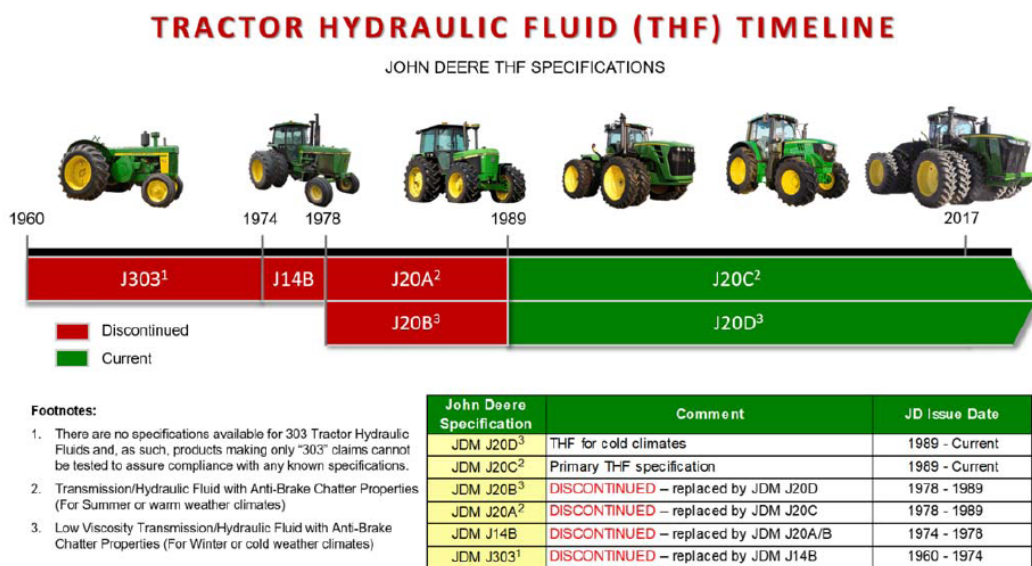 TRACTOR HYDRAULIC FLUID (THF) TIMELINE
JOHN DEERE THF SPECIFICATIONS
1960
1974
1978
1989
2017
J303¹
J14B
J20A²
J20C²
J20B³
J20D³
Discontinued
Current
Footnotes:
1. There are no specifications available for 303 Tractor Hydraulic
Fluids and, as such, products making only "303" claims cannot
be tested to assure compliance with any known specifications.
2. Transmission/Hydraulic Fluid with Anti-Brake Chatter Properties
(For Summer or warm weather climates)
3. Low Viscosity Transmission/Hydraulic Fluid with Anti-Brake
Chatter Properties (For Winter or cold weather climates)
John Deere
Specification
Comment
JD Issue Date
JDM J20D³ THF for cold climates 1989 - Current
JDM J20C² Primary THF specification 1989 - Current
JDM J20B³ DISCONTINUED – replaced by JDM J20D 1978 - 1989
JDM J20A² DISCONTINUED – replaced by JDM J20C 1978 - 1989
JDM J14B DISCONTINUED – replaced by JDM J20A/B 1974 - 1978
JDM J303¹ DISCONTINUED – replaced by JDM J14B 1960 - 1974